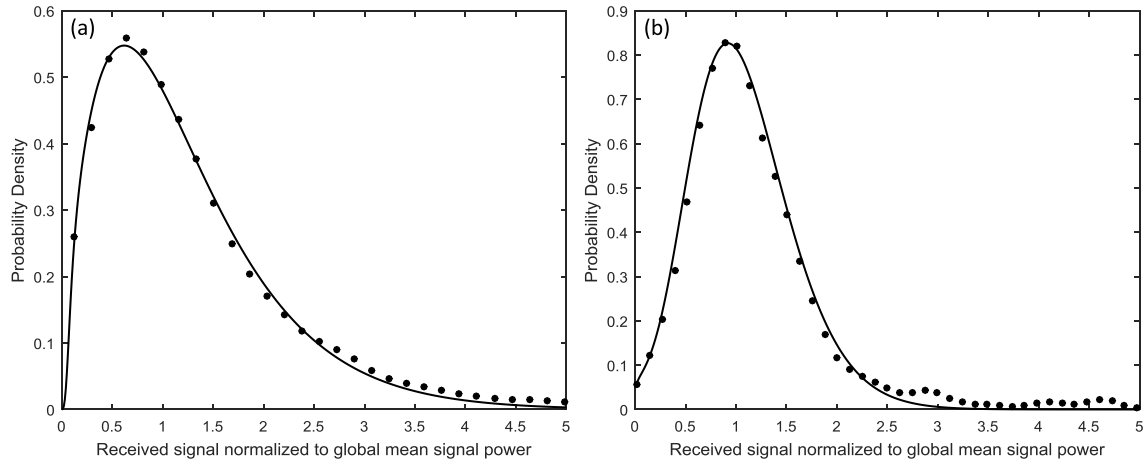 (a)
0.6
0.5
0.4
0.3
0.2
0.1
0
Probability Density
0 0.5 1 1.5 2 2.5 3 3.5 4 4.5 5
Received signal normalized to global mean signal power
(b)
0.9
0.8
0.7
0.6
0.5
0.4
0.3
0.2
0.1
0
Probability Density
0 0.5 1 1.5 2 2.5 3 3.5 4 4.5 5
Received signal normalized to global mean signal power